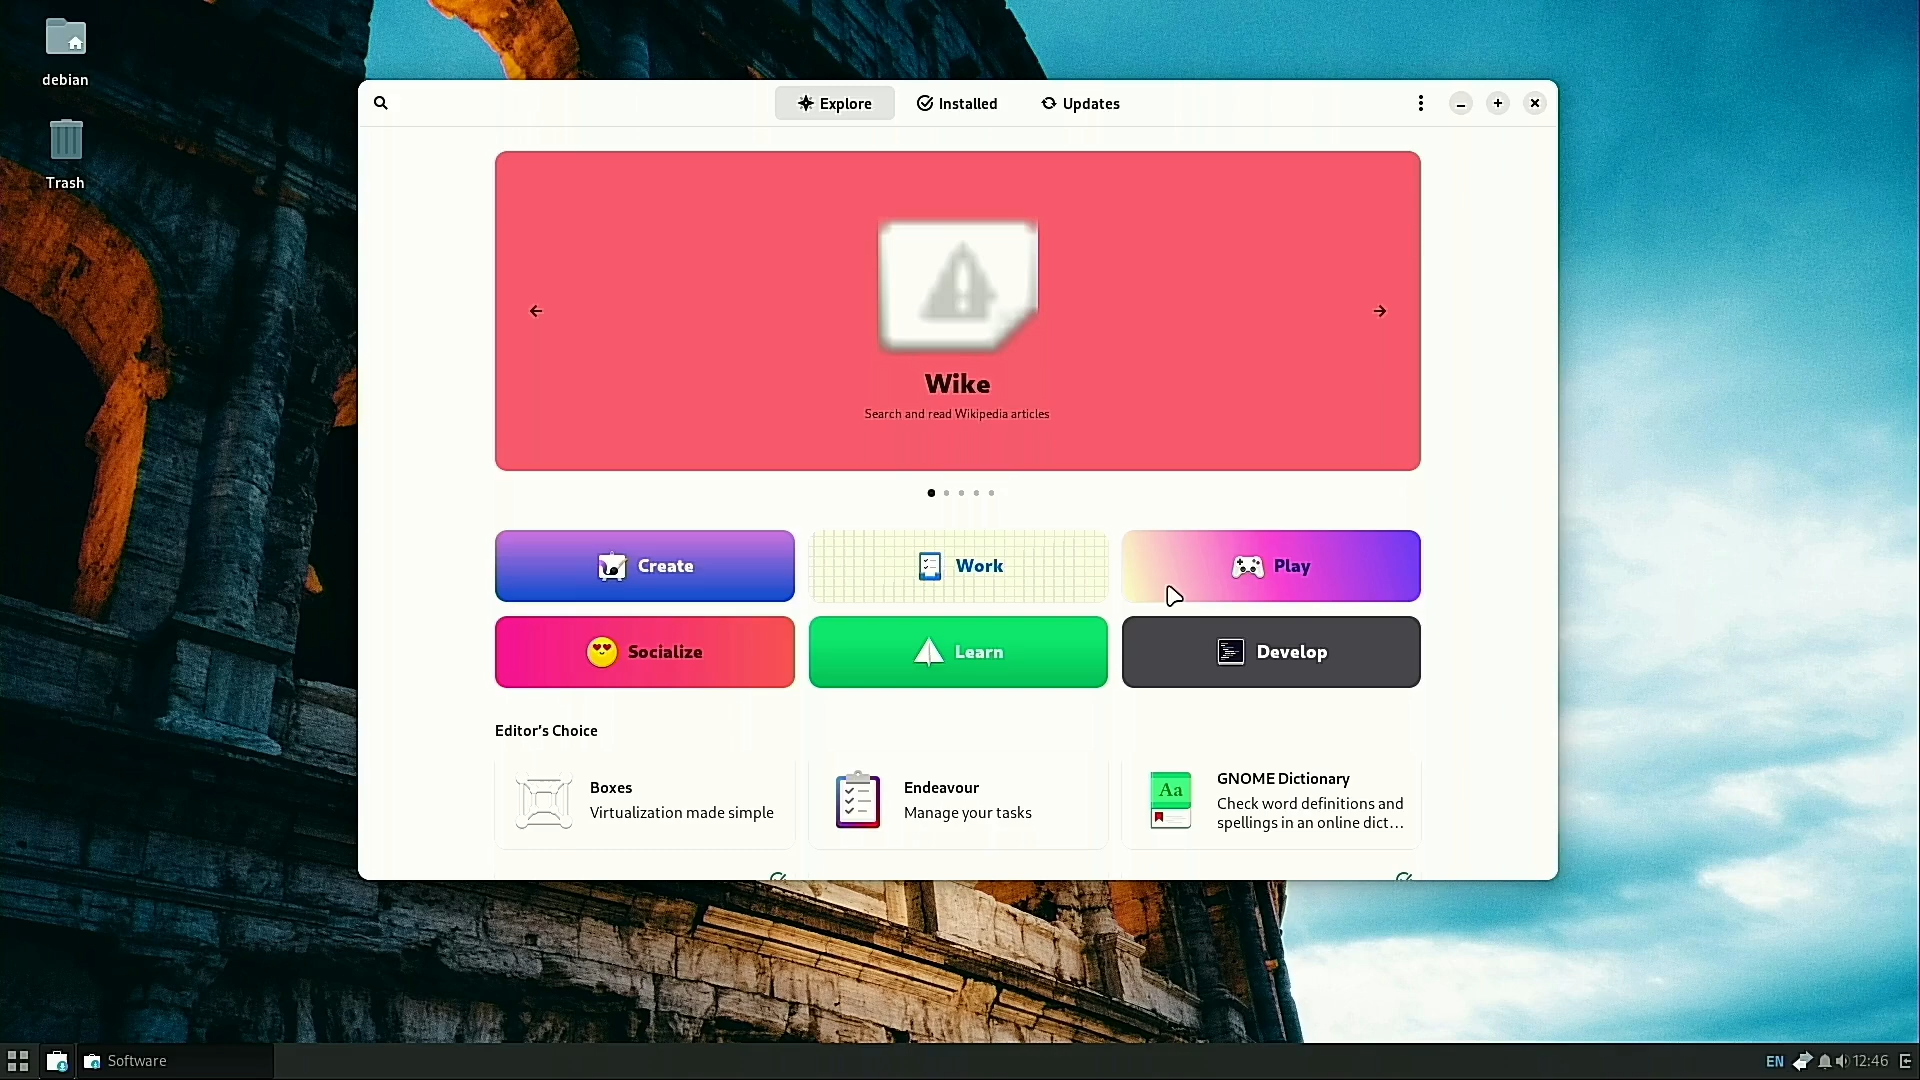 debian
Trash
Explore
Installed
Updates
Wike
Search and read Wikipedia articles
Create
Work
Play
Socialize
Learn
Develop
Editor's Choice
Boxes
Virtualization made simple
Endeavour
Manage your tasks
Aa
GNOME Dictionary
Check word definitions and
spellings in an online dict…
Software
EN
12:46